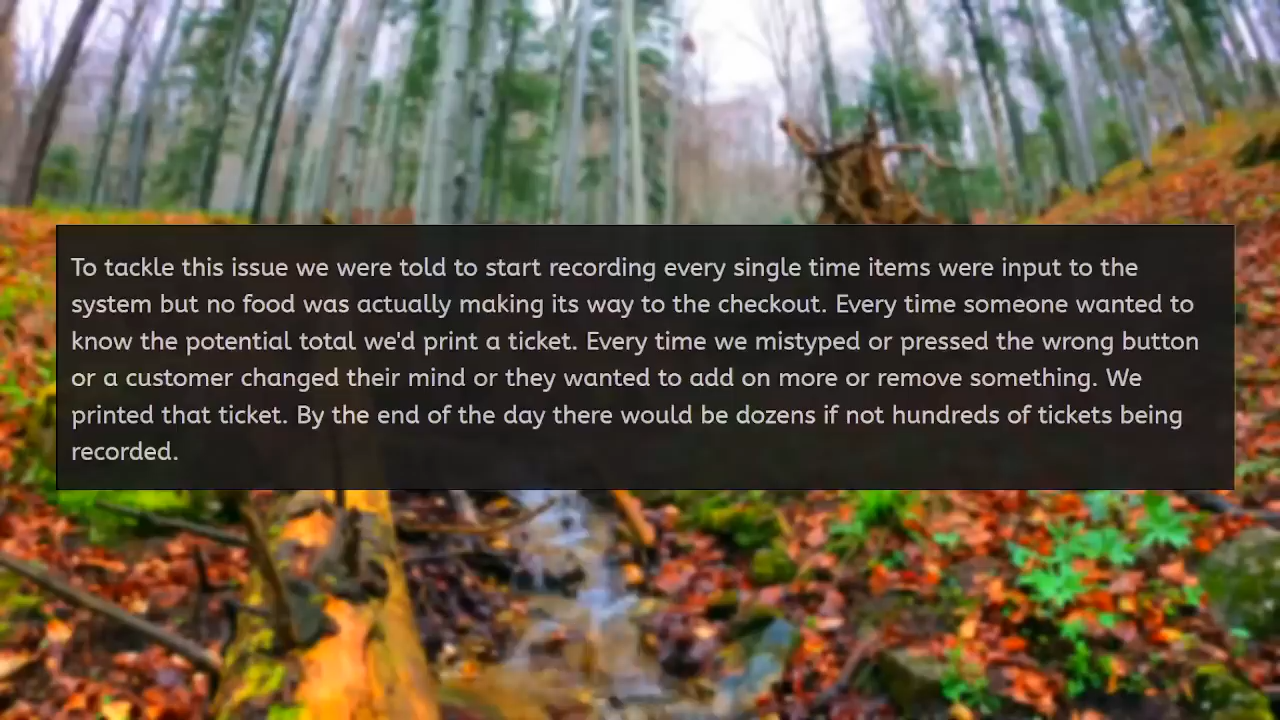 To tackle this issue we were told to start recording every single time items were input to the
system but no food was actually making its way to the checkout. Every time someone wanted to
know the potential total we'd print a ticket. Every time we mistyped or pressed the wrong button
or a customer changed their mind or they wanted to add on more or remove something. We
printed that ticket. By the end of the day there would be dozens if not hundreds of tickets being
recorded.